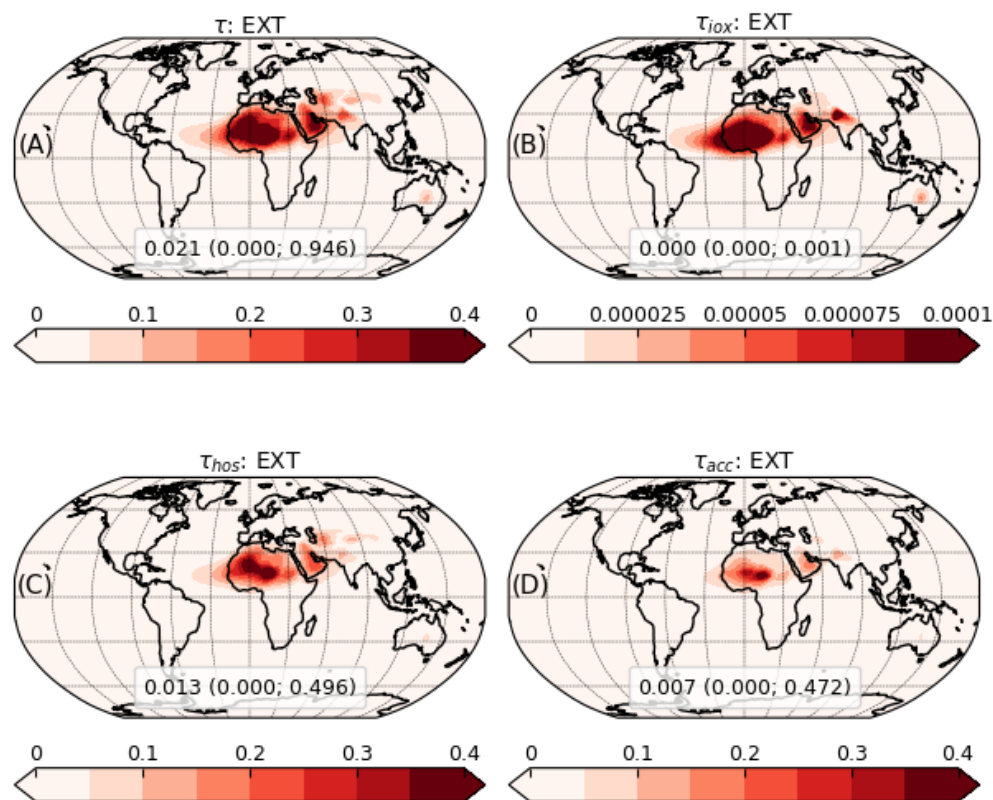 τ: EXT
τiox: EXT
(A)
(B)
0.021 (0.000; 0.946)
0.000 (0.000; 0.001)
0 0.1 0.2 0.3 0.4
0 0.000025 0.00005 0.000075 0.0001
τhos: EXT
τacc: EXT
(C)
(D)
0.013 (0.000; 0.496)
0.007 (0.000; 0.472)
0 0.1 0.2 0.3 0.4
0 0.1 0.2 0.3 0.4